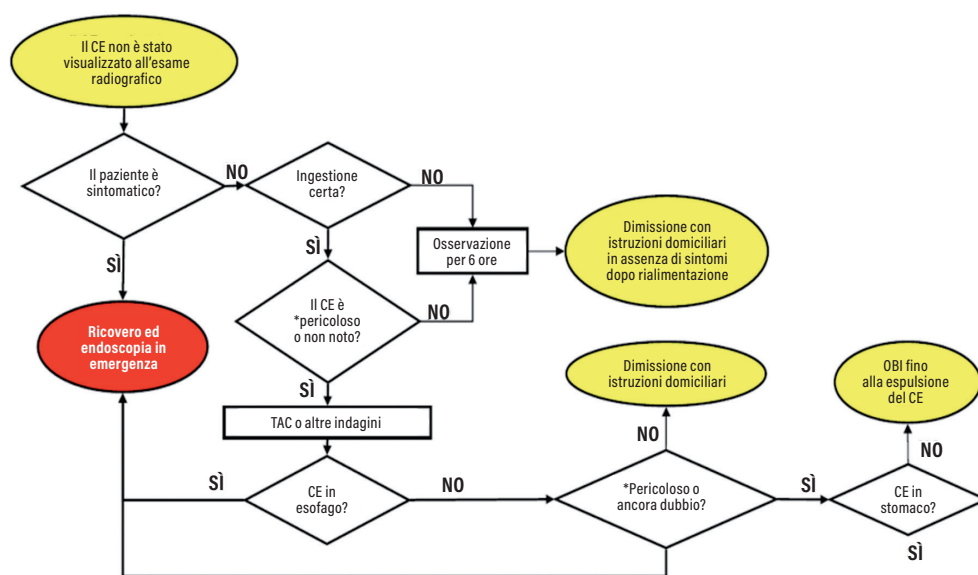 Il CE non è stato
visualizzato all'esame
radiografico
Il paziente è
sintomatico?
NO
Ingestione
certa?
NO
SÌ
SÌ
Osservazione
per 6 ore
Dimissione con
istruzioni domiciliari
in assenza di sintomi
dopo rialimentazione
Il CE è
*pericoloso
o non noto?
NO
Ricovero ed
endoscopia in
emergenza
SÌ
Dimissione con
istruzioni domiciliari
OBI fino
alla espulsione
del CE
TAC o altre indagini
NO
NO
SÌ
CE in
esofago?
NO
*Pericoloso o
ancora dubbio?
SÌ
CE in
stomaco?
SÌ